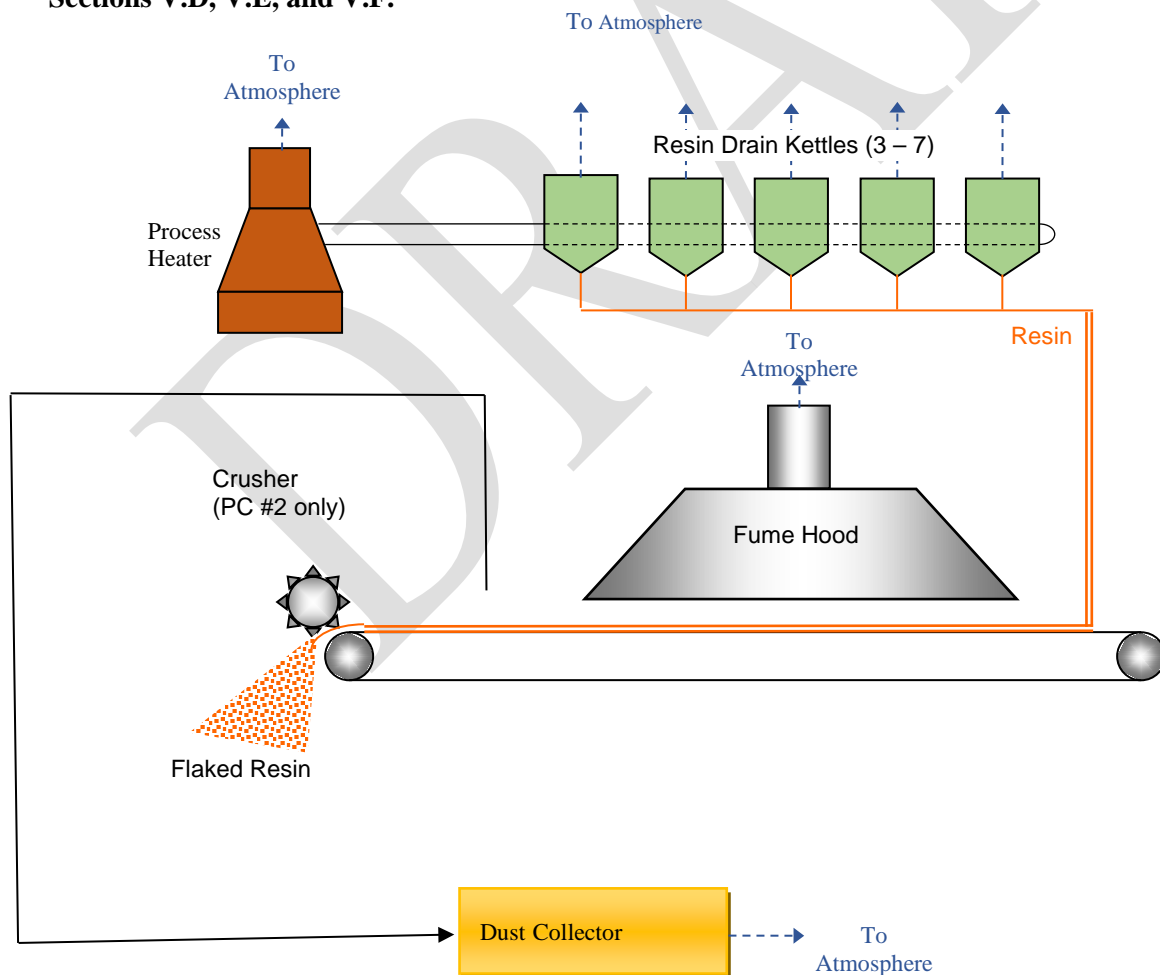 Sections V.D, V.E, and V.F.
To Atmosphere
To
Atmosphere
Resin Drain Kettles (3 – 7)
Process
Heater
Resin
To
Atmosphere
Crusher
(PC #2 only)
Fume Hood
Flaked Resin
Dust Collector
To
Atmosphere